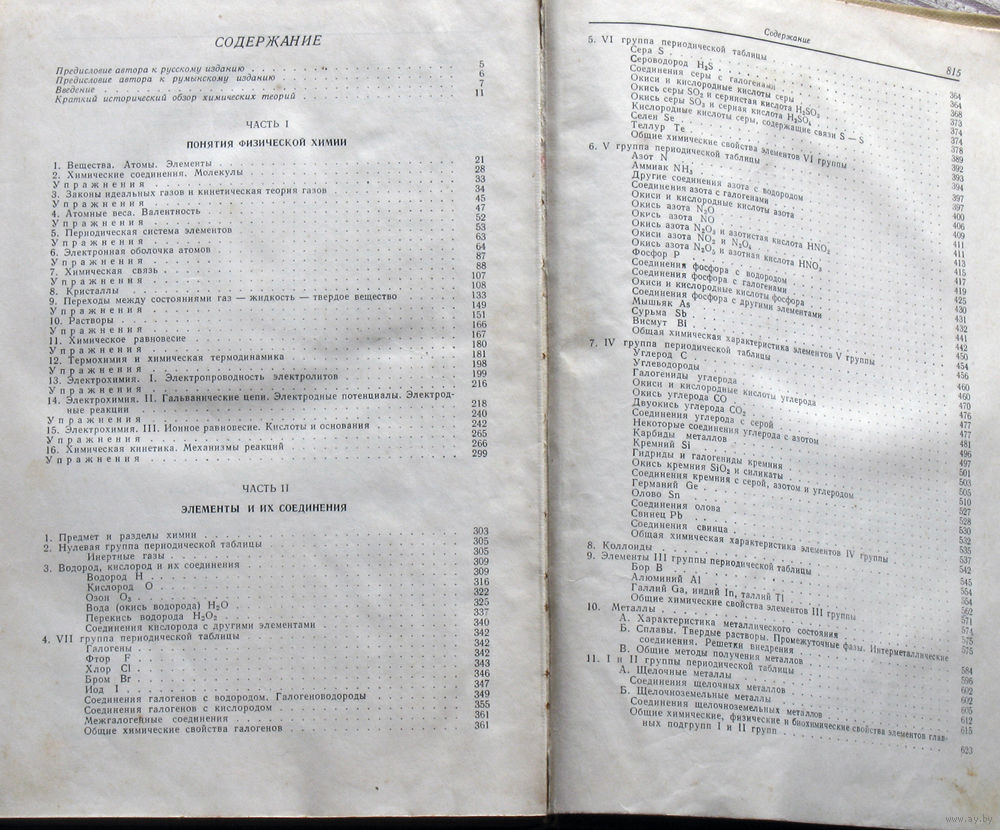 СОДЕРЖАНИЕ
Предисловие автора к русскому изданию 5
Предисловие автора к румынскому изданию 6
Введение 7
Краткий исторический обзор химических теорий 11
ЧАСТЬ I
ПОНЯТИЯ ФИЗИЧЕСКОЙ ХИМИИ
1. Вещества. Атомы. Элементы 21
2. Химические соединения. Молекулы 28
Упражнения 33
3. Законы идеальных газов и кинетическая теория газов 34
Упражнения 45
4. Атомные веса. Валентность 47
Упражнения 52
5. Периодическая система элементов 53
Упражнения 63
6. Электронная оболочка атомов 64
Упражнения 87
7. Химическая связь 88
Упражнения 107
8. Кристаллы 108
9. Переходы между состояниями газ — жидкость — твердое вещество 133
Упражнения 149
10. Растворы 151
Упражнения 166
11. Химическое равновесие 167
Упражнения 180
12. Термохимия и химическая термодинамика 181
Упражнения 198
13. Электрохимия. I. Электропроводность электролитов 199
Упражнения 216
14. Электрохимия. II. Гальванические цепи. Электродные потенциалы. Электрод-
ные реакции 218
Упражнения 240
15. Электрохимия. III. Ионное равновесие. Кислоты и основания 242
Упражнения 265
16. Химическая кинетика. Механизмы реакций 266
Упражнения 299
ЧАСТЬ II
ЭЛЕМЕНТЫ И ИХ СОЕДИНЕНИЯ
1. Предмет и разделы химии 303
2. Нулевая группа периодической таблицы 305
Инертные газы 305
3. Водород, кислород и их соединения 309
Водород H 309
Кислород O 316
Озон O₃ 322
Вода (окись водорода) H₂O 325
Перекись водорода H₂O₂ 337
Соединения кислорода с другими элементами 340
4. VII группа периодической таблицы 342
Галогены 342
Фтор F 342
Хлор Cl 343
Бром Br 346
Иод I 347
Соединения галогенов с водородом. Галогеноводороды 349
Соединения галогенов с кислородом 355
Межгалогенные соединения 361
Общие химические свойства галогенов 361
Содержание 815
5. VI группа периодической таблицы 364
Сера S 364
Сероводород H₂S 368
Соединения серы с галогенами 373
Окиси и кислородные кислоты серы 374
Окись серы SO₂ и сернистая кислота H₂SO₃ 374
Окись серы SO₃ и серная кислота H₂SO₄ 378
Кислородные кислоты серы, содержащие связи S — S 389
Селен Se 392
Теллур Te 393
Общие химические свойства элементов VI группы 394
6. V группа периодической таблицы 397
Азот N 397
Аммиак NH₃ 400
Другие соединения азота с водородом 406
Соединения азота с галогенами 409
Окиси и кислородные кислоты азота 411
Окись азота N₂O 411
Окись азота NO 413
Окись азота N₂O₃ и азотистая кислота HNO₂ 415
Окиси азота NO₂ и N₂O₄ 417
Окись азота N₂O₅ и азотная кислота HNO₃ 419
Фосфор P 425
Соединения фосфора с водородом 430
Соединения фосфора с галогенами 431
Окиси и кислородные кислоты фосфора 432
Соединения фосфора с другими элементами 441
Мышьяк As 442
Сурьма Sb 450
Висмут Bi 454
Общая химическая характеристика элементов V группы 456
7. IV группа периодической таблицы 460
Углерод C 460
Углеводороды 470
Галогениды углерода 476
Окиси и кислородные кислоты углерода 477
Окись углерода CO 477
Двуокись углерода CO₂ 481
Соединения углерода с серой 496
Некоторые соединения углерода с азотом 497
Карбиды металлов 501
Кремний Si 503
Гидриды и галогениды кремния 505
Окись кремния SiO₂ и силикаты 510
Соединения кремния с серой, азотом и углеродом 527
Германий Ge 528
Олово Sn 530
Соединения олова 532
Свинец Pb 535
Соединения свинца 537
Общая химическая характеристика элементов IV группы 542
8. Коллоиды 545
9. Элементы III группы периодической таблицы 554
Бор B 554
Алюминий Al 562
Галлий Ga, индий In, таллий Tl 571
Общие химические свойства элементов III группы 574
10. Металлы 575
А. Характеристика металлического состояния 575
Б. Сплавы. Твердые растворы. Промежуточные фазы. Интерметаллические
соединения. Решетки внедрения 584
В. Общие методы получения металлов 596
11. I и II группы периодической таблицы 602
А. Щелочные металлы 602
Соединения щелочных металлов 605
Б. Щелочноземельные металлы 612
Соединения щелочноземельных металлов 615
Общие химические, физические и биохимические свойства элементов глав-
ных подгрупп I и II групп 623
www.ay.by